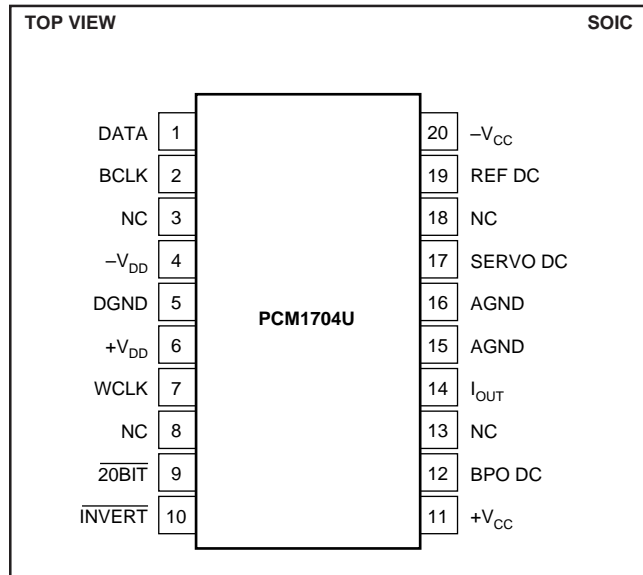 TOP VIEW SOIC
DATA 1 20 –VCC
BCLK 2 19 REF DC
NC 3 18 NC
–VDD 4 17 SERVO DC
DGND 5 16 AGND
PCM1704U
+VDD 6 15 AGND
WCLK 7 14 IOUT
NC 8 13 NC
20BIT 9 12 BPO DC
INVERT 10 11 +VCC